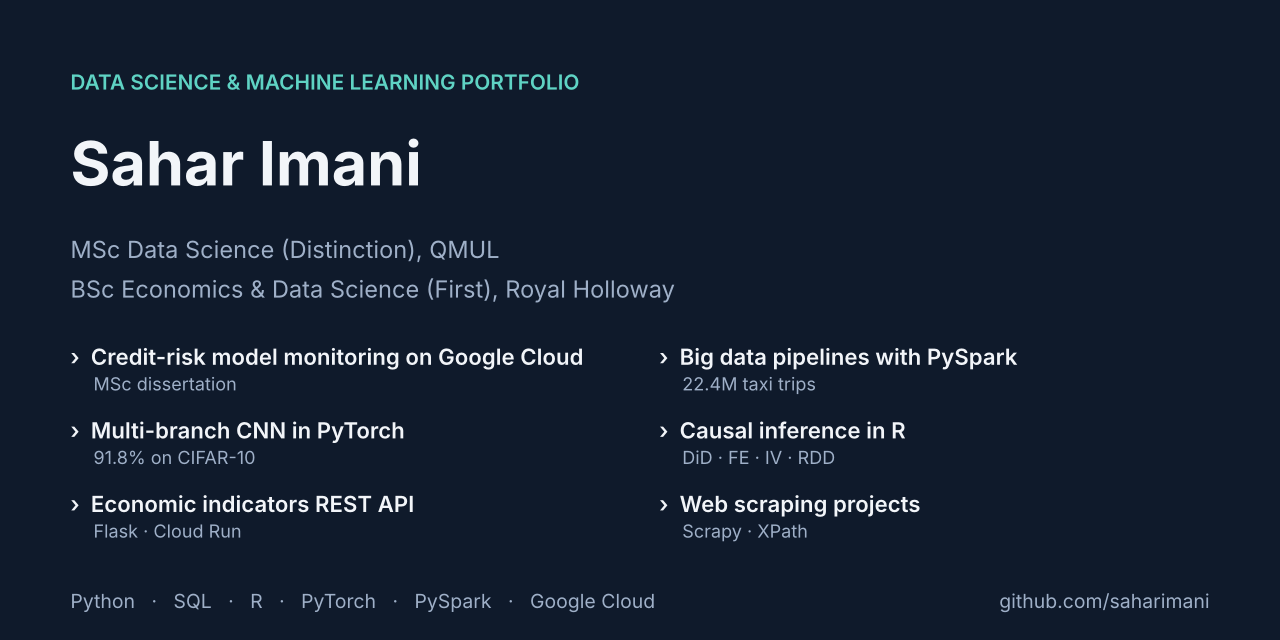 DATA SCIENCE & MACHINE LEARNING PORTFOLIO
Sahar Imani
MSc Data Science (Distinction), QMUL
BSc Economics & Data Science (First), Royal Holloway
› Credit-risk model monitoring on Google Cloud
MSc dissertation
› Multi-branch CNN in PyTorch
91.8% on CIFAR-10
› Economic indicators REST API
Flask · Cloud Run
› Big data pipelines with PySpark
22.4M taxi trips
› Causal inference in R
DiD · FE · IV · RDD
› Web scraping projects
Scrapy · XPath
Python · SQL · R · PyTorch · PySpark · Google Cloud
github.com/saharimani